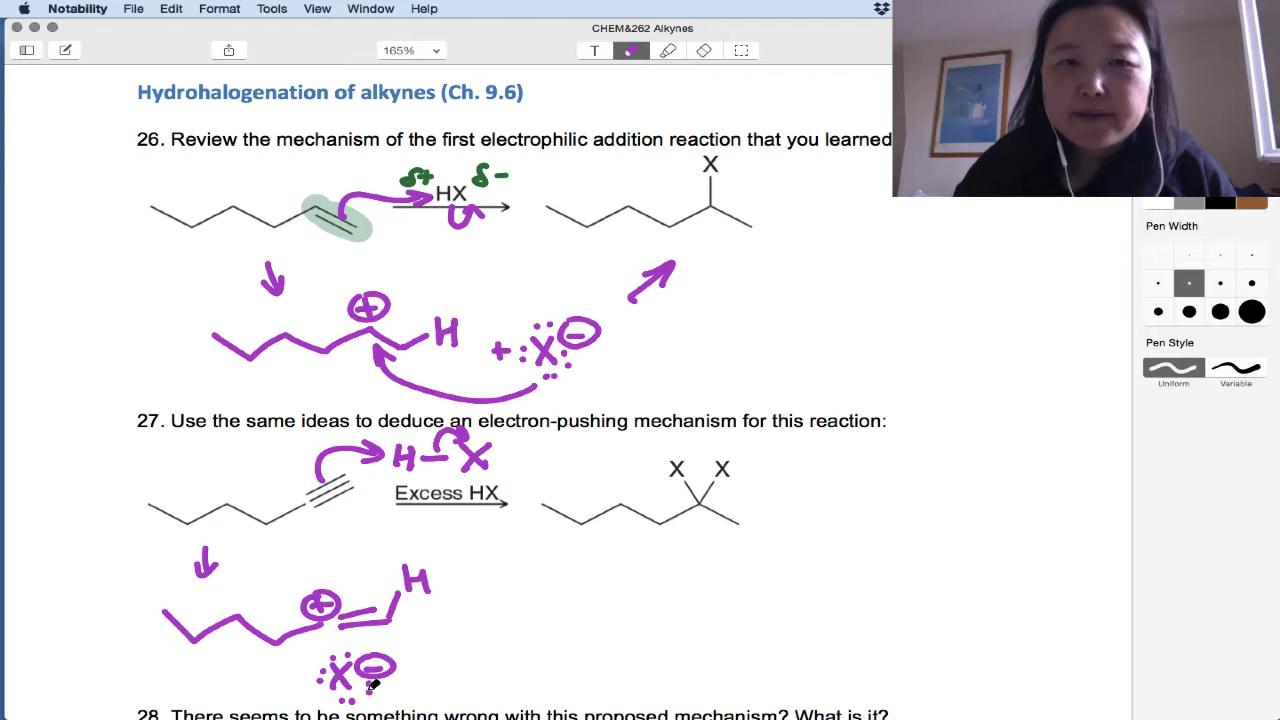 Notability File Edit Format Tools View Window Help
CHEM&262 Alkynes
165% T
Hydrohalogenation of alkynes (Ch. 9.6)
26. Review the mechanism of the first electrophilic addition reaction that you learned
δ+ HX δ-
X
⊕
H
+ :X ⊖
27. Use the same ideas to deduce an electron-pushing mechanism for this reaction:
H – X
Excess HX
X X
⊕
H
:X ⊖
28. There seems to be something wrong with this proposed mechanism? What is it?
Pen Width
Pen Style
Uniform Variable